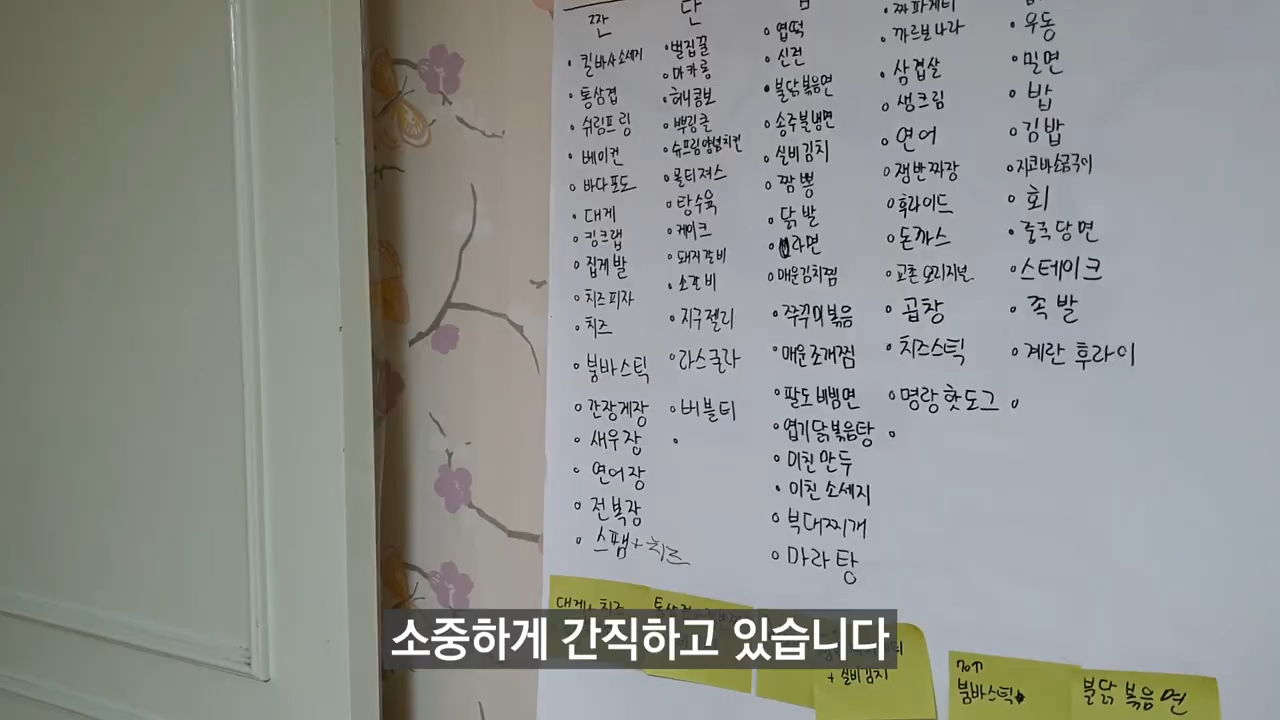 짠
킬바사소세지
통삼겹
쉬림프링
베이컨
바다포도
대게
킹크랩
집게발
치즈피자
치즈
붐바스틱
간장게장
새우장
연어장
전복장
스팸+치즈
단
벌집꿀
마카롱
허니콤보
뿌링클
슈프림양념치킨
몰티져스
탕수육
케이크
돼지갈비
소갈비
지구젤리
라스굴라
버블티
엽떡
신전
불닭볶음면
송주불냉면
실비김치
짬뽕
닭발
라면
매운김치찜
쭈꾸미볶음
매운조개찜
팔도비빔면
엽기닭볶음탕
미친만두
미친소세지
부대찌개
마라탕
짜파게티
까르보나라
삼겹살
생크림
연어
쟁반짜장
후라이드
돈까스
교촌오리지널
곱창
치즈스틱
명랑핫도그
우동
밀면
밥
김밥
회
중국당면
스테이크
족발
계란후라이
대게+치즈
+실비김치
붐바스틱
불닭볶음면
소중하게 간직하고 있습니다